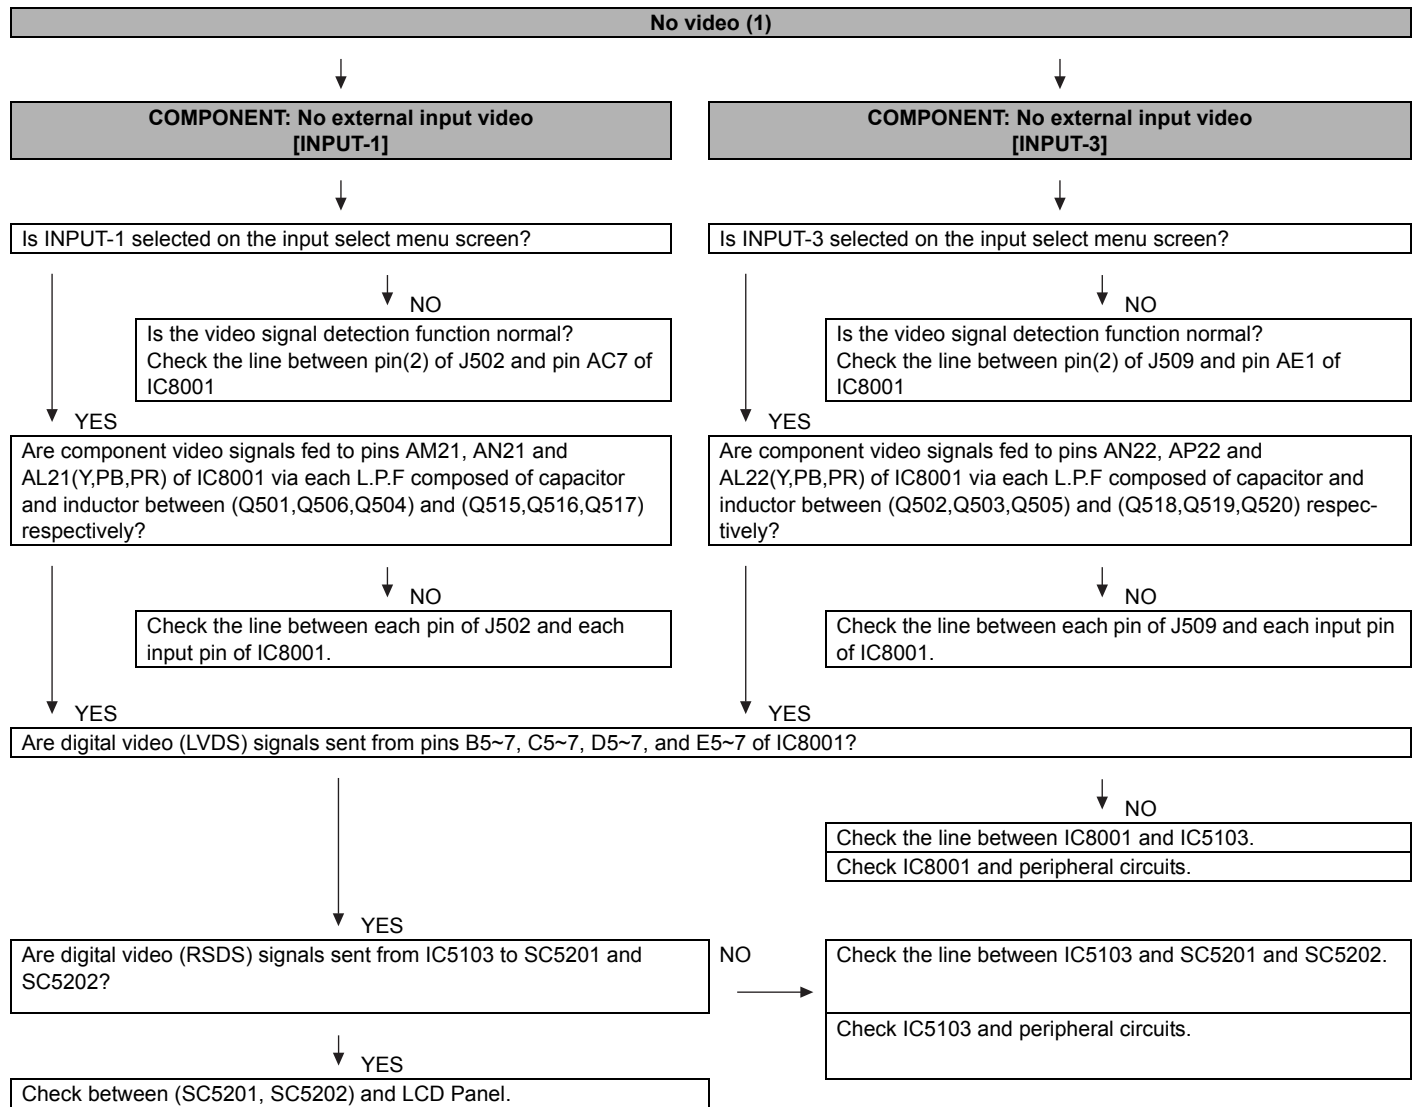 No video (1)
COMPONENT: No external input video
[INPUT-1]
COMPONENT: No external input video
[INPUT-3]
Is INPUT-1 selected on the input select menu screen?
Is INPUT-3 selected on the input select menu screen?
NO
NO
Is the video signal detection function normal?
Check the line between pin(2) of J502 and pin AC7 of
IC8001
Is the video signal detection function normal?
Check the line between pin(2) of J509 and pin AE1 of
IC8001
YES
YES
Are component video signals fed to pins AM21, AN21 and
AL21(Y,PB,PR) of IC8001 via each L.P.F composed of capacitor
and inductor between (Q501,Q506,Q504) and (Q515,Q516,Q517)
respectively?
Are component video signals fed to pins AN22, AP22 and
AL22(Y,PB,PR) of IC8001 via each L.P.F composed of capacitor and
inductor between (Q502,Q503,Q505) and (Q518,Q519,Q520) respec-
tively?
NO
NO
Check the line between each pin of J502 and each
input pin of IC8001.
Check the line between each pin of J509 and each input pin
of IC8001.
YES
YES
Are digital video (LVDS) signals sent from pins B5~7, C5~7, D5~7, and E5~7 of IC8001?
NO
Check the line between IC8001 and IC5103.
Check IC8001 and peripheral circuits.
YES
Are digital video (RSDS) signals sent from IC5103 to SC5201 and
SC5202?
NO
Check the line between IC5103 and SC5201 and SC5202.
Check IC5103 and peripheral circuits.
YES
Check between (SC5201, SC5202) and LCD Panel.